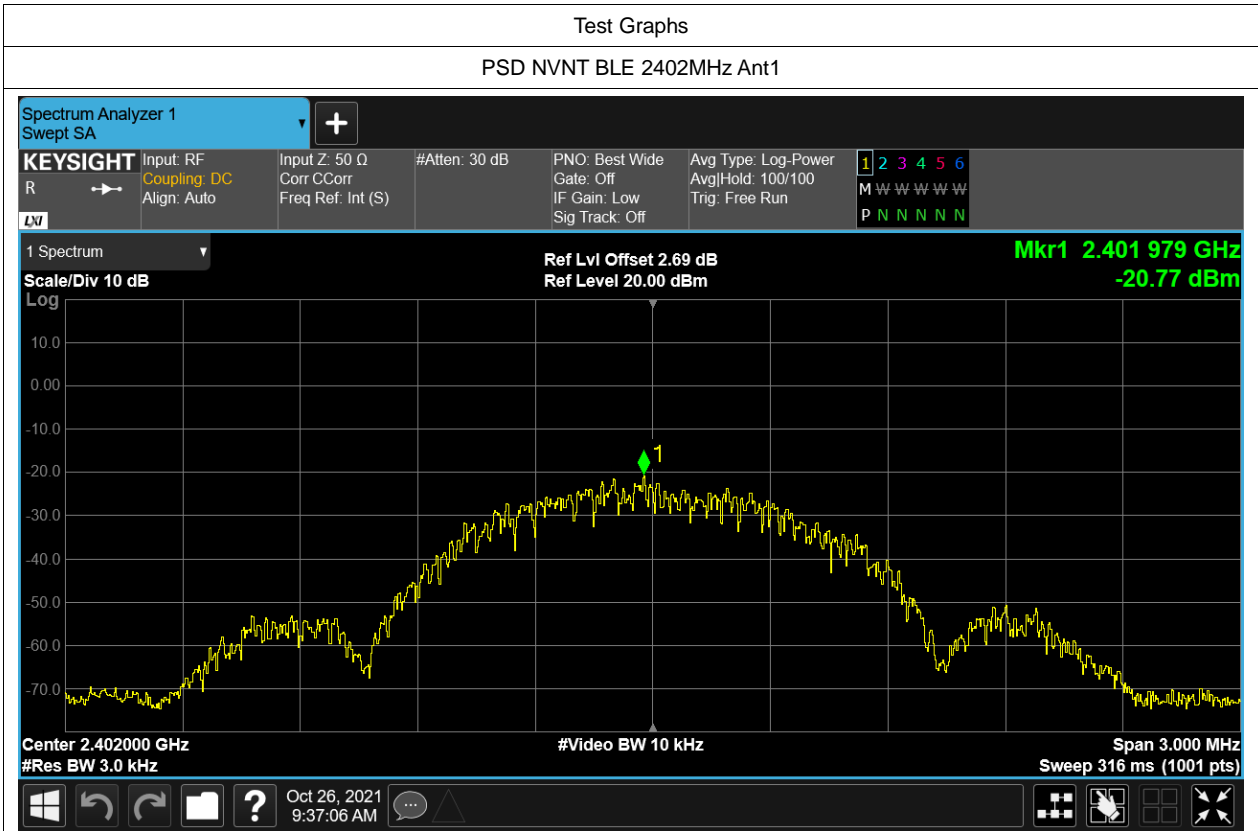 Test Graphs
PSD NVNT BLE 2402MHz Ant1
Spectrum Analyzer 1
Swept SA
KEYSIGHT
R
LXI
Input: RF
Coupling: DC
Align: Auto
Input Z: 50 Ω
Corr CCorr
Freq Ref: Int (S)
#Atten: 30 dB
PNO: Best Wide
Gate: Off
IF Gain: Low
Sig Track: Off
Avg Type: Log-Power
Avg|Hold: 100/100
Trig: Free Run
1 2 3 4 5 6
M W W W W W
P N N N N N
1 Spectrum
Scale/Div 10 dB
Log
Ref Lvl Offset 2.69 dB
Ref Level 20.00 dBm
Mkr1 2.401 979 GHz
-20.77 dBm
10.0
0.00
-10.0
-20.0
-30.0
-40.0
-50.0
-60.0
-70.0
1
Center 2.402000 GHz
#Res BW 3.0 kHz
#Video BW 10 kHz
Span 3.000 MHz
Sweep 316 ms (1001 pts)
?
Oct 26, 2021
9:37:06 AM